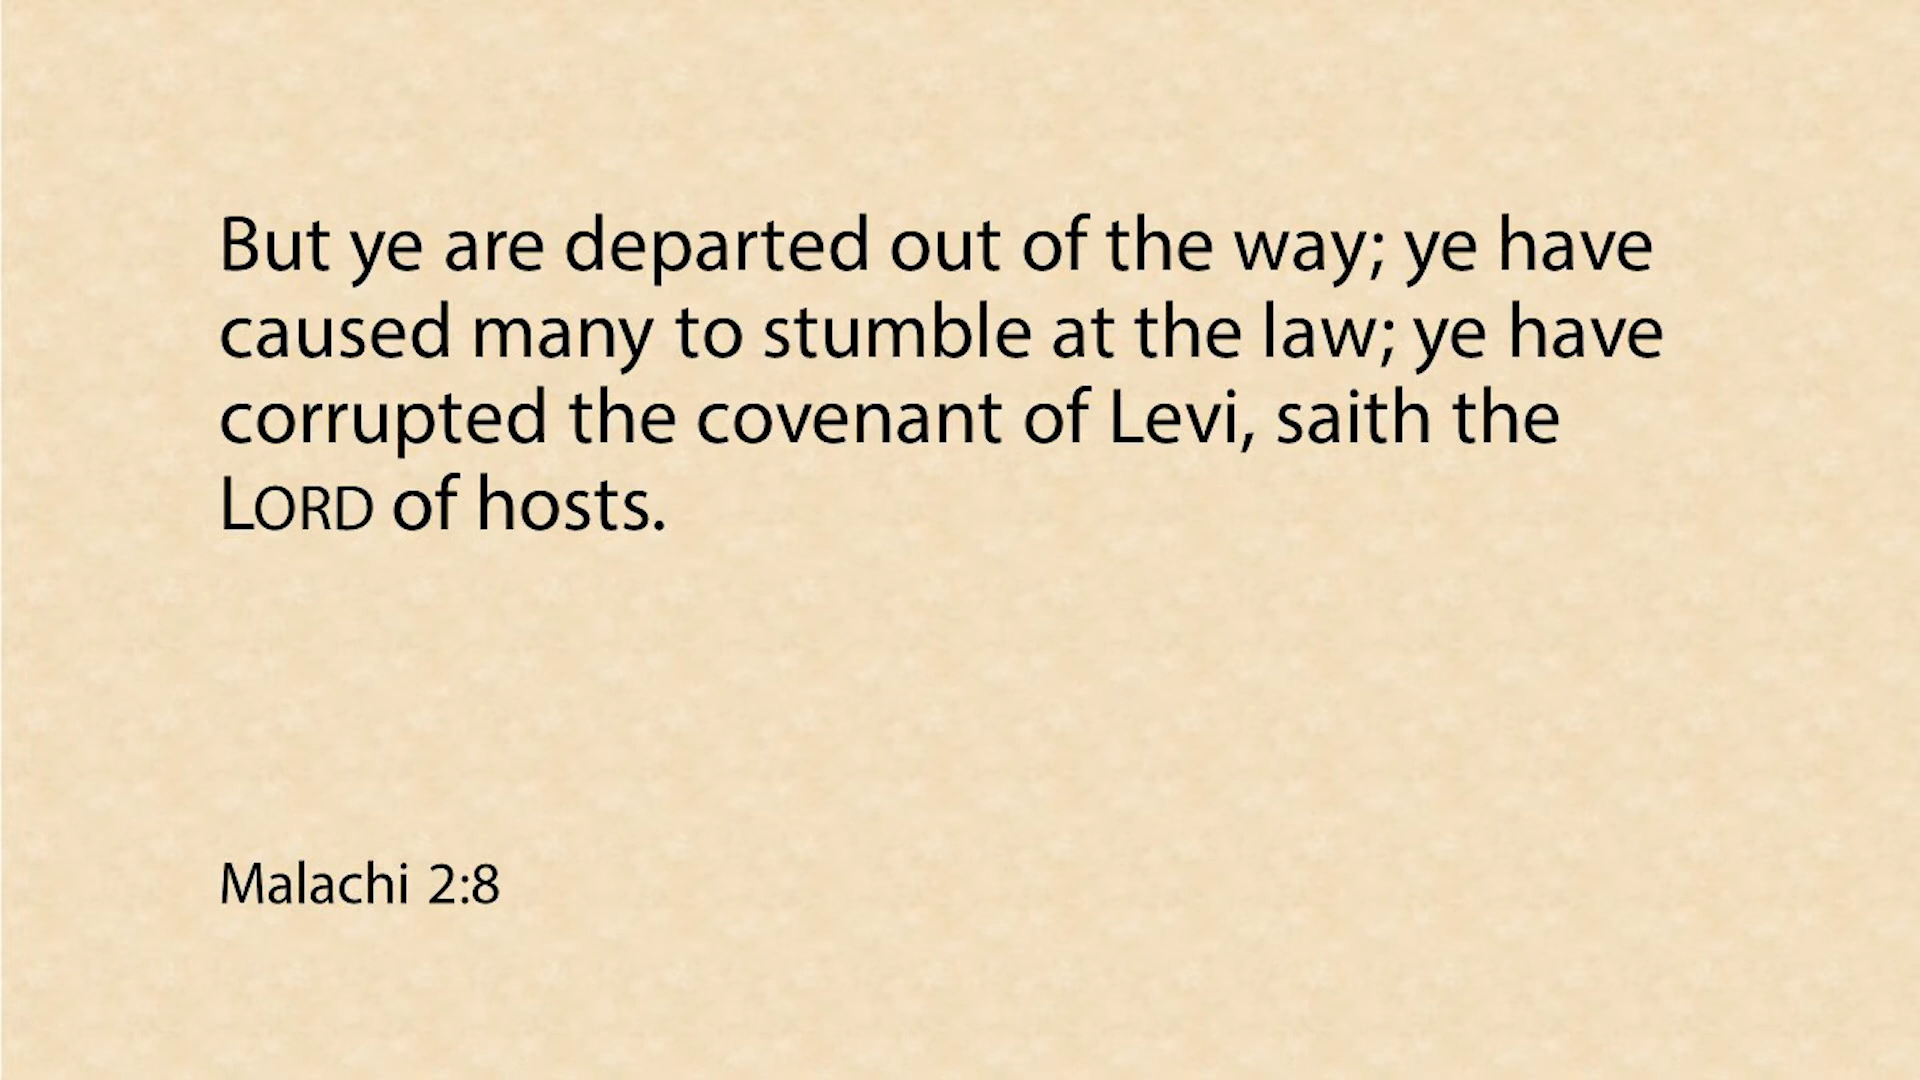 But ye are departed out of the way; ye have
caused many to stumble at the law; ye have
corrupted the covenant of Levi, saith the
LORD of hosts.
Malachi 2:8